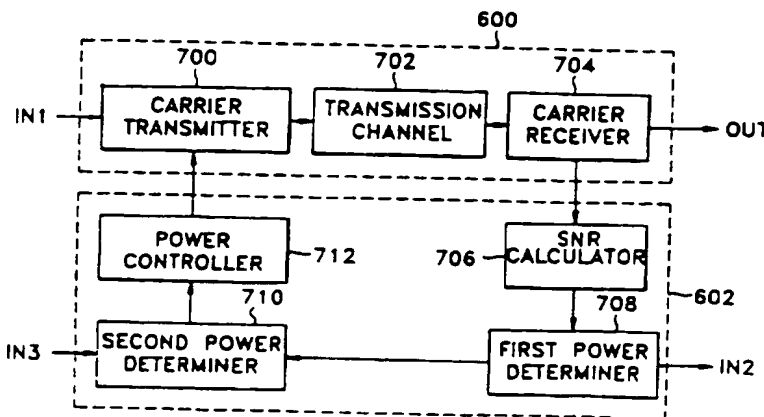 600
700
702
704
IN1
CARRIER
TRANSMITTER
TRANSMISSION
CHANNEL
CARRIER
RECEIVER
OUT
POWER
CONTROLLER
712
706
SNR
CALCULATOR
602
710
708
IN3
SECOND POWER
DETERMINER
FIRST POWER
DETERMINER
IN2